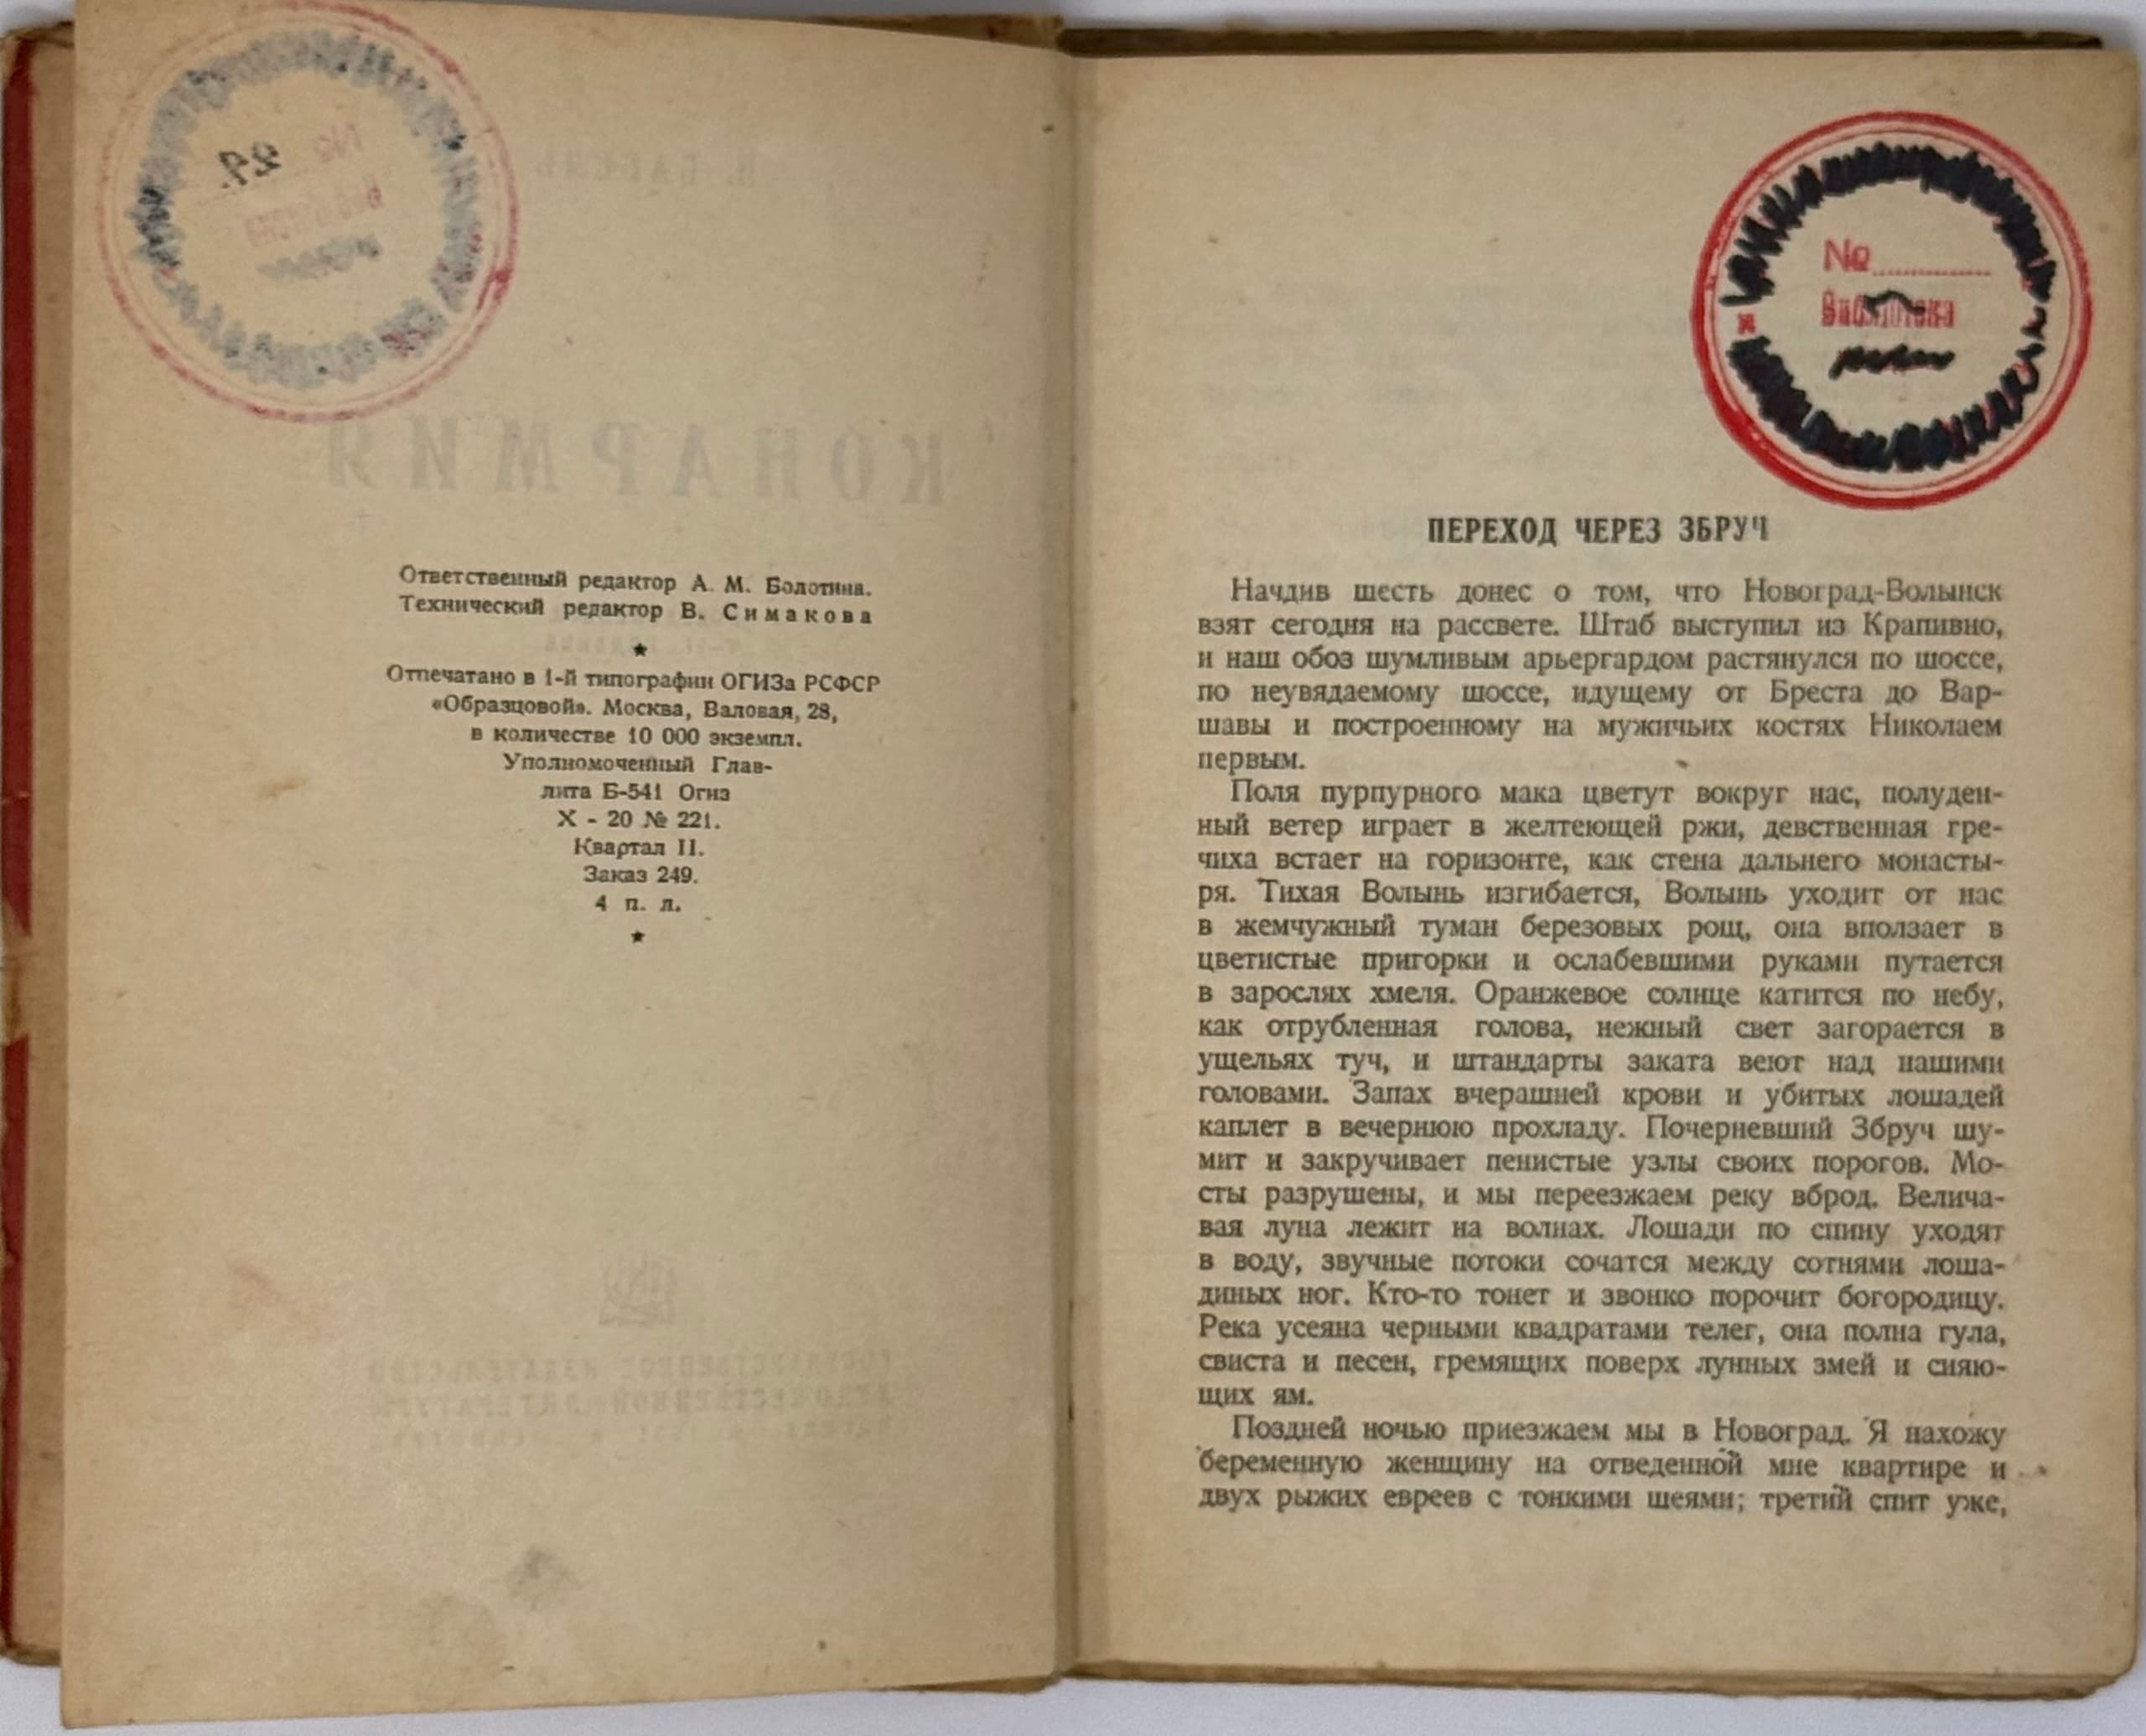 Ответственный редактор А. М. Болотина.
Технический редактор В. Симакова
★
Отпечатано в 1-й типографии ОГИЗа РСФСР
«Образцовой». Москва, Валовая, 28,
в количестве 10 000 экземпл.
Уполномоченный Глав-
лита Б-541 Огиз
Х - 20 № 221.
Квартал II.
Заказ 249.
4 п. л.
★
№
Библиотека
ПЕРЕХОД ЧЕРЕЗ ЗБРУЧ
Начдив шесть донес о том, что Новоград-Волынск
взят сегодня на рассвете. Штаб выступил из Крапивно,
и наш обоз шумливым арьергардом растянулся по шоссе,
по неувядаемому шоссе, идущему от Бреста до Вар-
шавы и построенному на мужичьих костях Николаем
первым.
Поля пурпурного мака цветут вокруг нас, полуден-
ный ветер играет в желтеющей ржи, девственная гре-
чиха встает на горизонте, как стена дальнего монасты-
ря. Тихая Волынь изгибается, Волынь уходит от нас
в жемчужный туман березовых рощ, она вползает в
цветистые пригорки и ослабевшими руками путается
в зарослях хмеля. Оранжевое солнце катится по небу,
как отрубленная голова, нежный свет загорается в
ущельях туч, и штандарты заката веют над нашими
головами. Запах вчерашней крови и убитых лошадей
каплет в вечернюю прохладу. Почерневший Збруч шу-
мит и закручивает пенистые узлы своих порогов. Мо-
сты разрушены, и мы переезжаем реку вброд. Велича-
вая луна лежит на волнах. Лошади по спину уходят
в воду, звучные потоки сочатся между сотнями лоша-
диных ног. Кто-то тонет и звонко порочит богородицу.
Река усеяна черными квадратами телег, она полна гула,
свиста и песен, гремящих поверх лунных змей и сияю-
щих ям.
Поздней ночью приезжаем мы в Новоград. Я нахожу
беременную женщину на отведенной мне квартире и
двух рыжих евреев с тонкими шеями; третий спит уже,